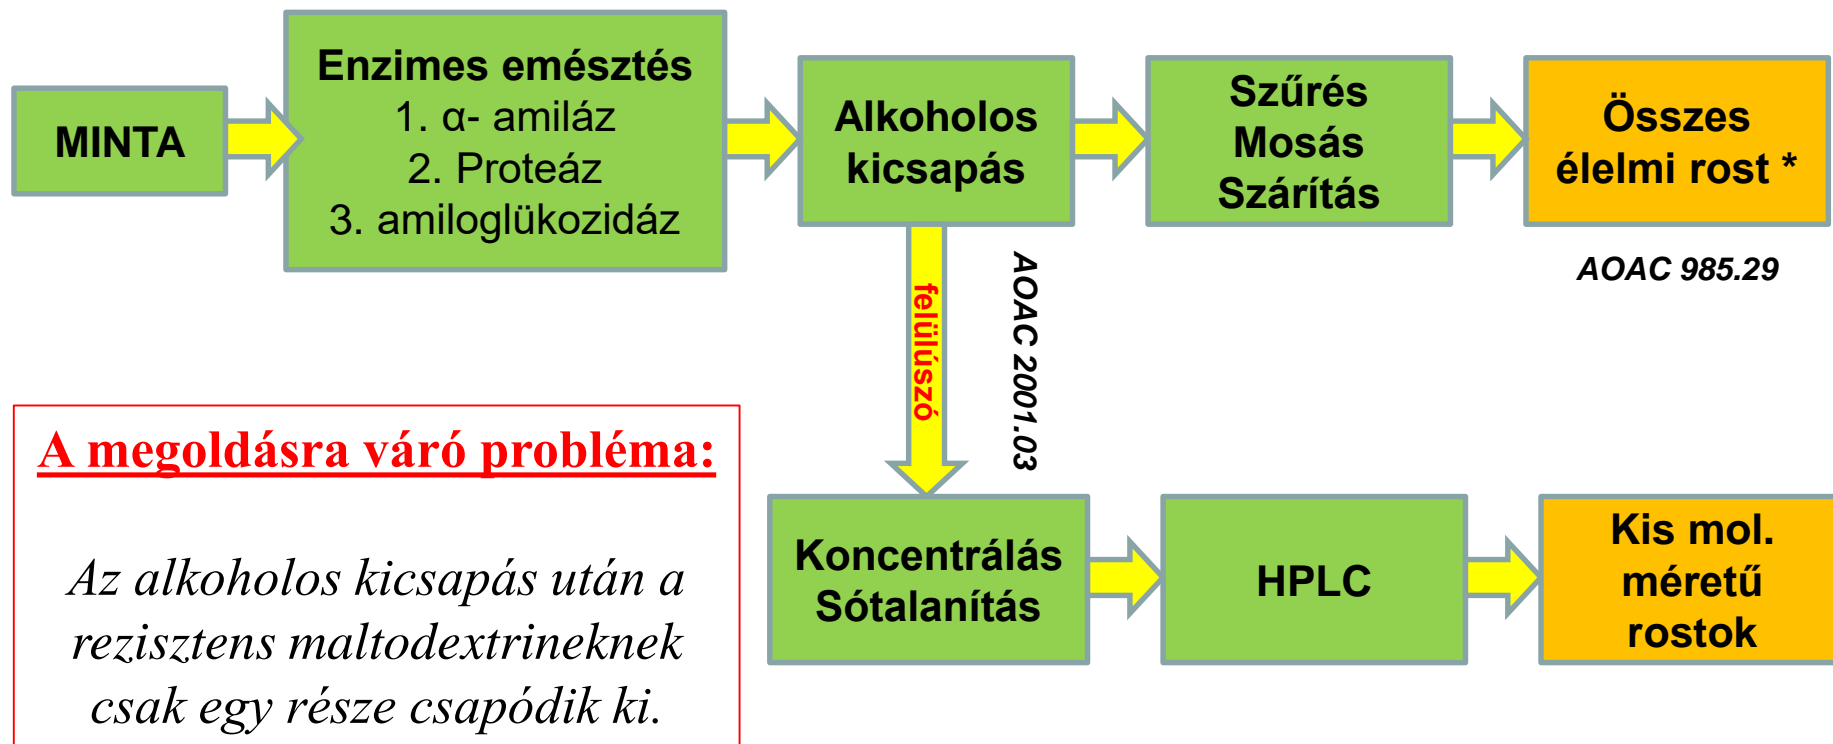 MINTA
Enzimes emésztés
1. α- amiláz
2. Proteáz
3. amiloglükozidáz
Alkoholos
kicsapás
Szűrés
Mosás
Szárítás
Összes
élelmi rost *
AOAC 985.29
felülúszó
AOAC 2001.03
A megoldásra váró probléma:
Az alkoholos kicsapás után a
rezisztens maltodextrineknek
csak egy része csapódik ki.
Koncentrálás
Sótalanítás
HPLC
Kis mol.
méretű
rostok